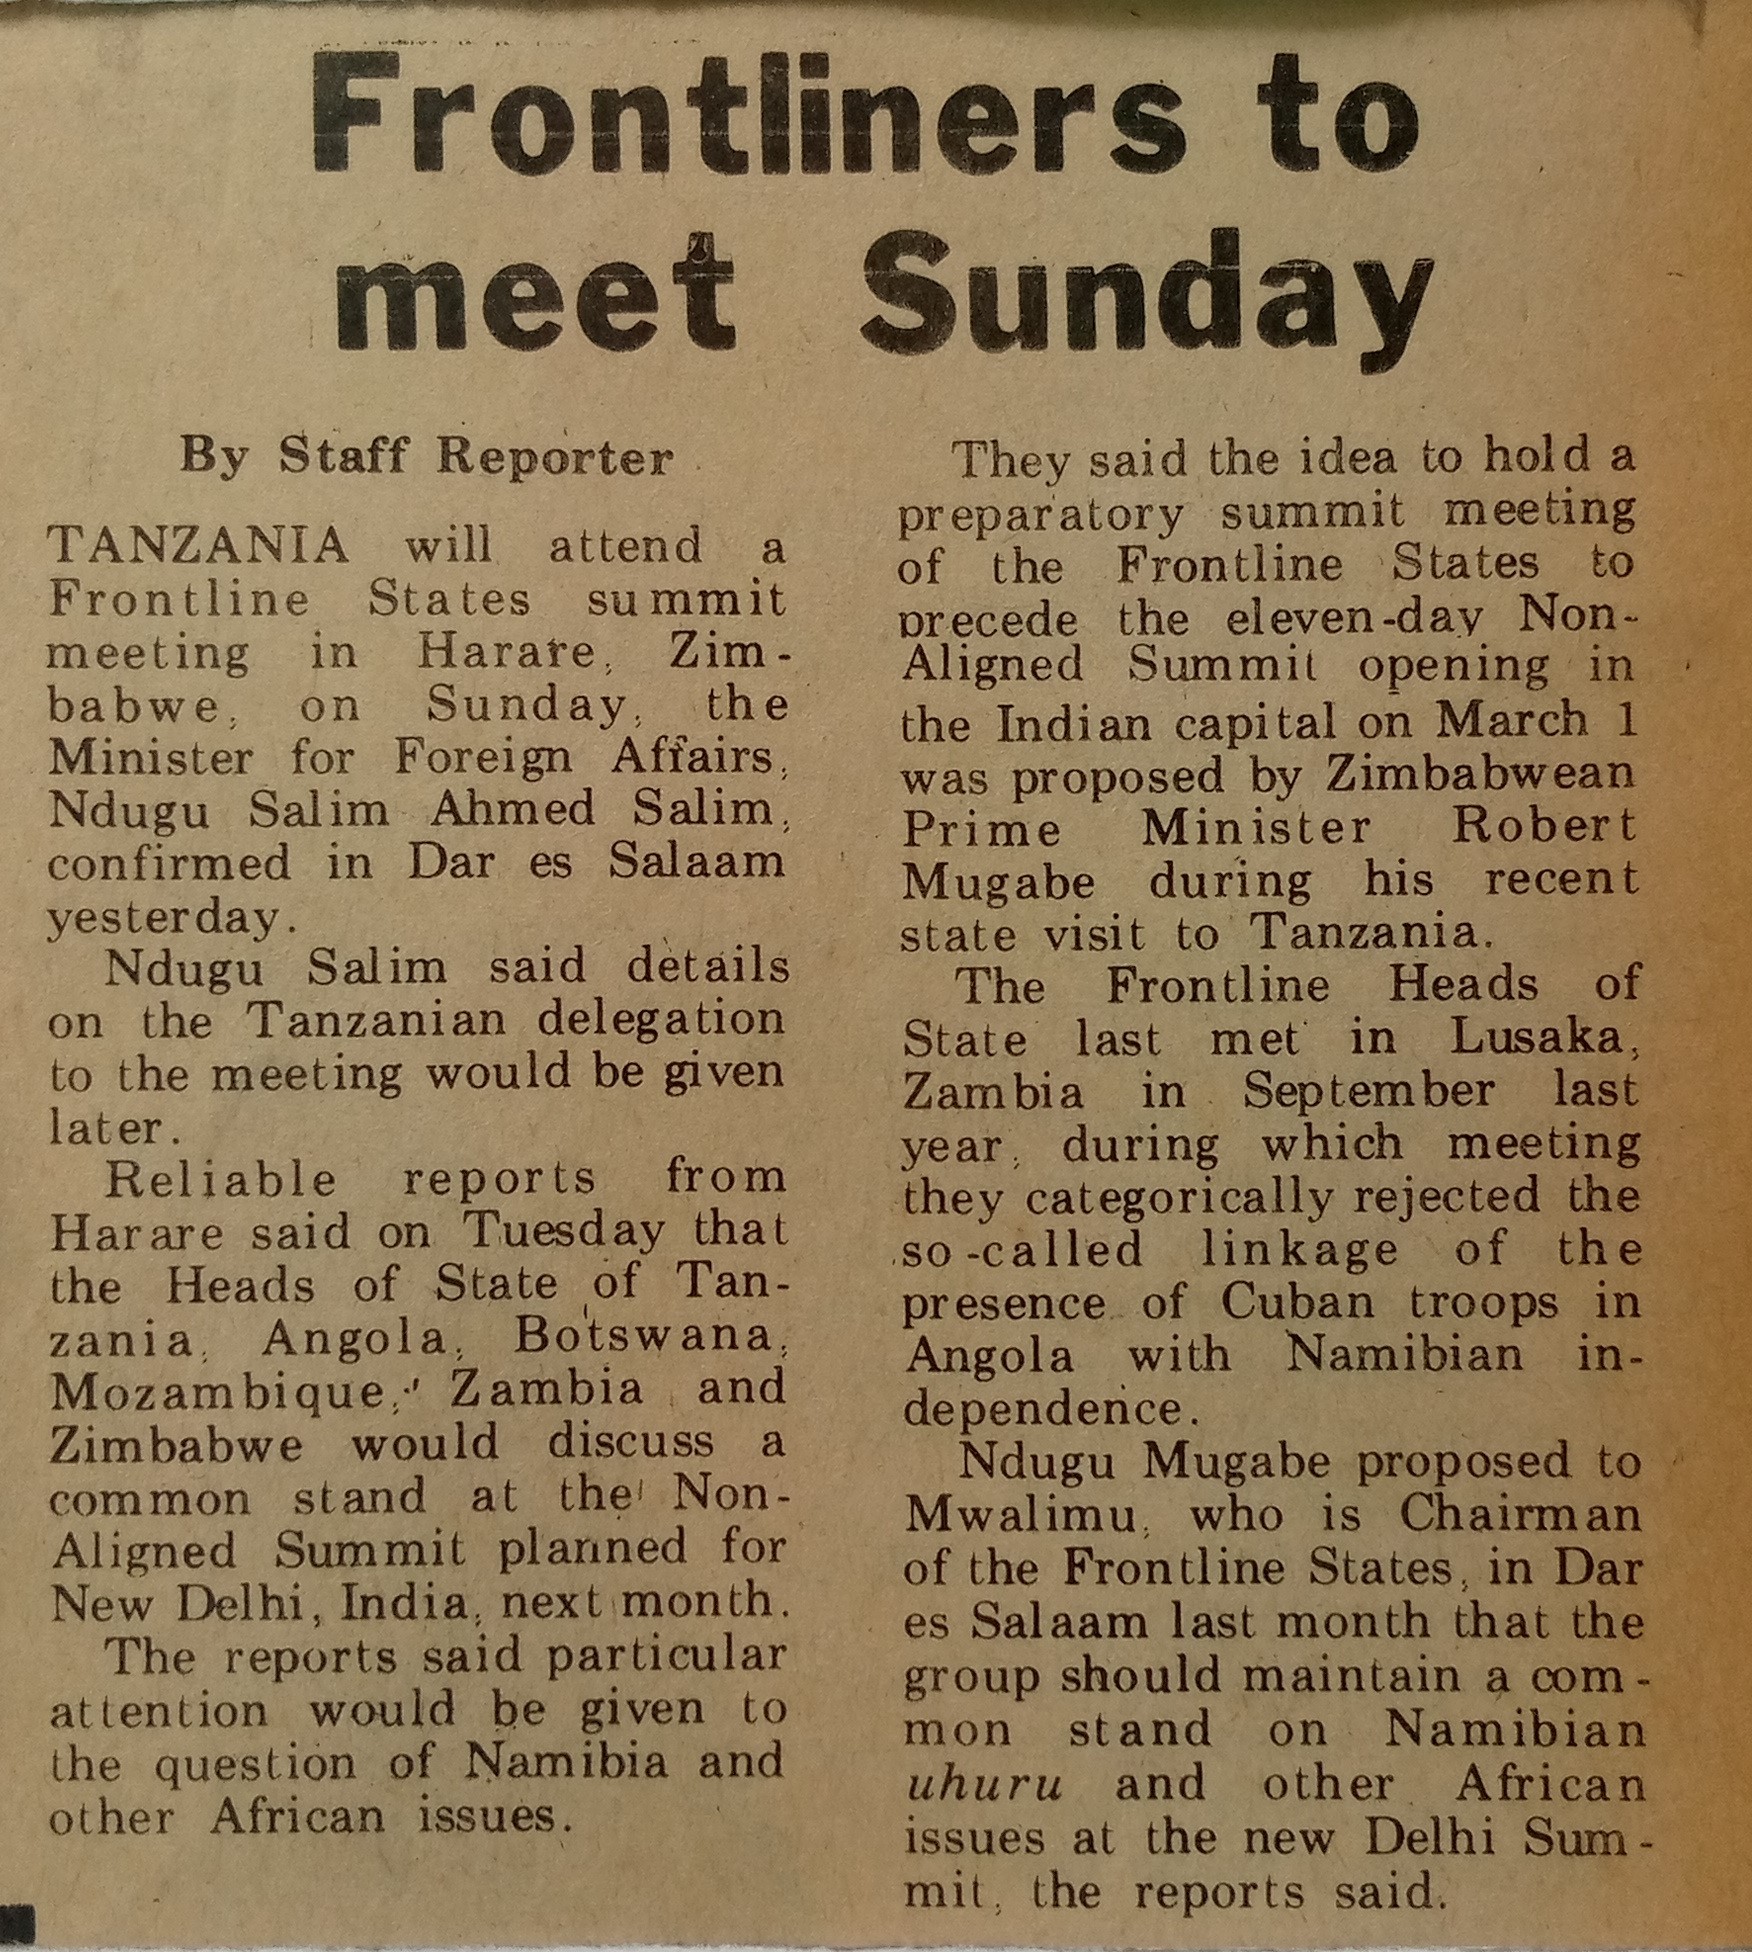 Frontliners to
meet Sunday
By Staff Reporter
TANZANIA will attend a
Frontline States summit
meeting in Harare, Zim-
babwe, on Sunday, the
Minister for Foreign Affairs,
Ndugu Salim Ahmed Salim,
confirmed in Dar es Salaam
yesterday.
Ndugu Salim said details
on the Tanzanian delegation
to the meeting would be given
later.
Reliable reports from
Harare said on Tuesday that
the Heads of State of Tan-
zania, Angola, Botswana,
Mozambique, Zambia and
Zimbabwe would discuss a
common stand at the Non-
Aligned Summit planned for
New Delhi, India, next month.
The reports said particular
attention would be given to
the question of Namibia and
other African issues.
They said the idea to hold a
preparatory summit meeting
of the Frontline States to
precede the eleven-day Non-
Aligned Summit opening in
the Indian capital on March 1
was proposed by Zimbabwean
Prime Minister Robert
Mugabe during his recent
state visit to Tanzania.
The Frontline Heads of
State last met in Lusaka,
Zambia in September last
year, during which meeting
they categorically rejected the
so-called linkage of the
presence of Cuban troops in
Angola with Namibian in-
dependence.
Ndugu Mugabe proposed to
Mwalimu, who is Chairman
of the Frontline States, in Dar
es Salaam last month that the
group should maintain a com-
mon stand on Namibian
uhuru and other African
issues at the new Delhi Sum-
mit, the reports said.